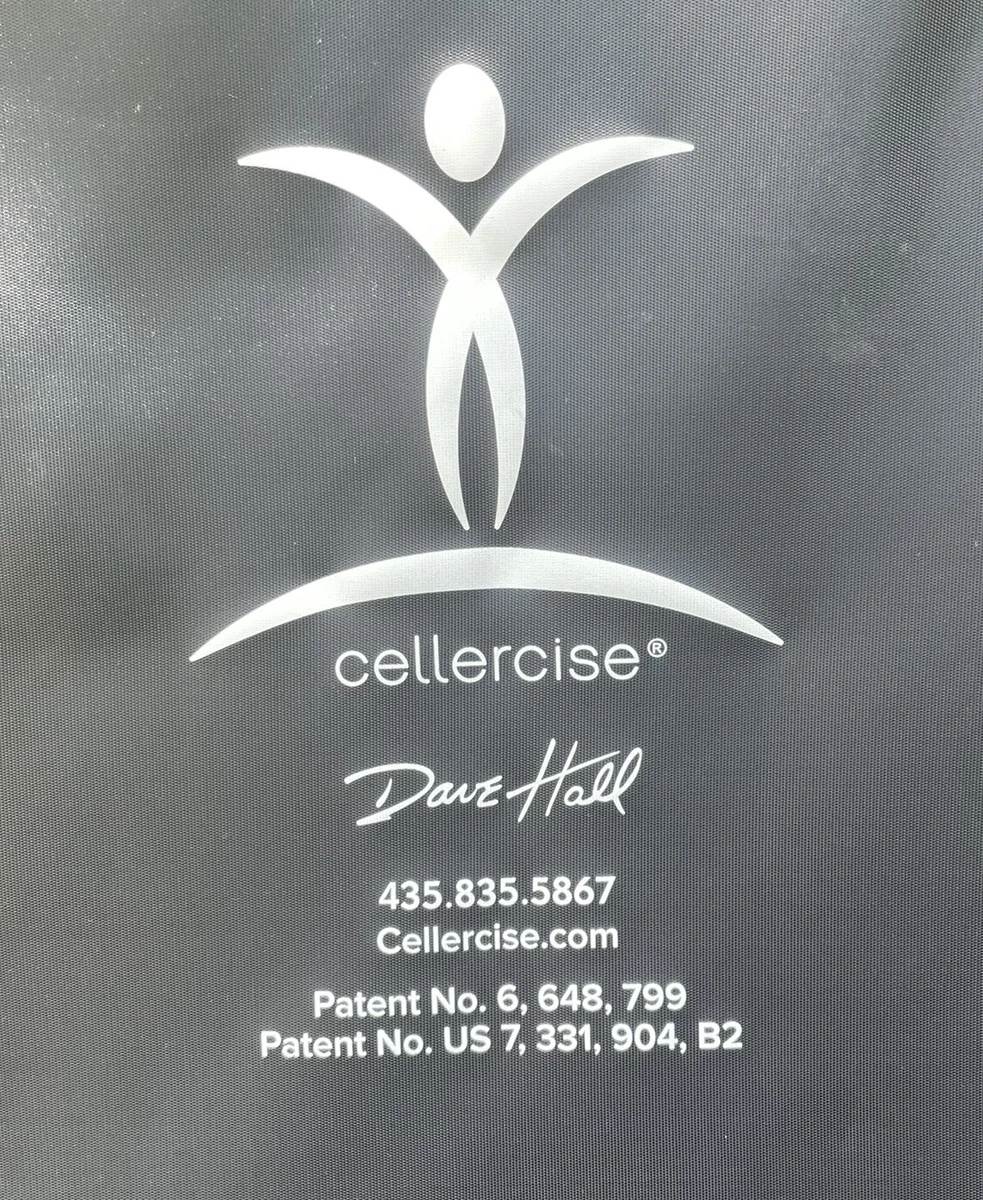 cellercise®
Dave Hall
435.835.5867
Cellercise.com
Patent No. 6, 648, 799
Patent No. US 7, 331, 904, B2